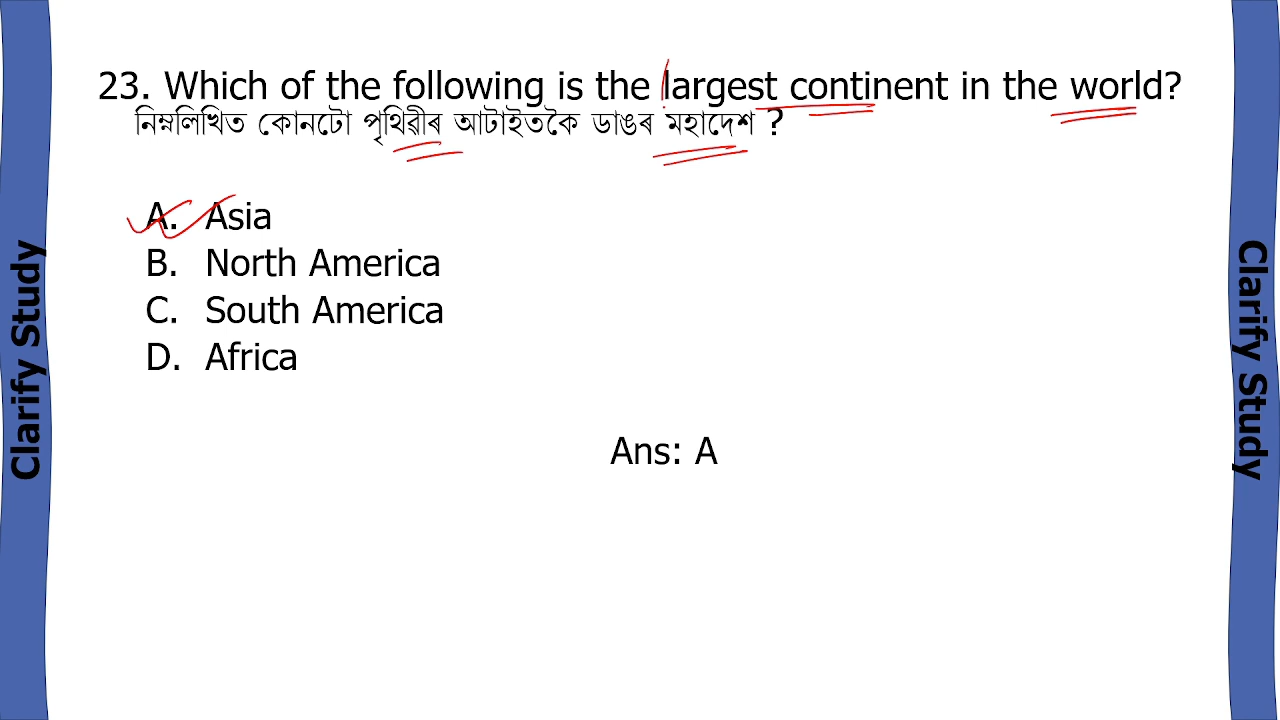 23. Which of the following is the largest continent in the world?
নিম্নলিখিত কোনটো পৃথিৱীৰ আটাইতকৈ ডাঙৰ মহাদেশ ?
A. Asia
B. North America
C. South America
D. Africa
Ans: A
Clarify Study
Clarify Study